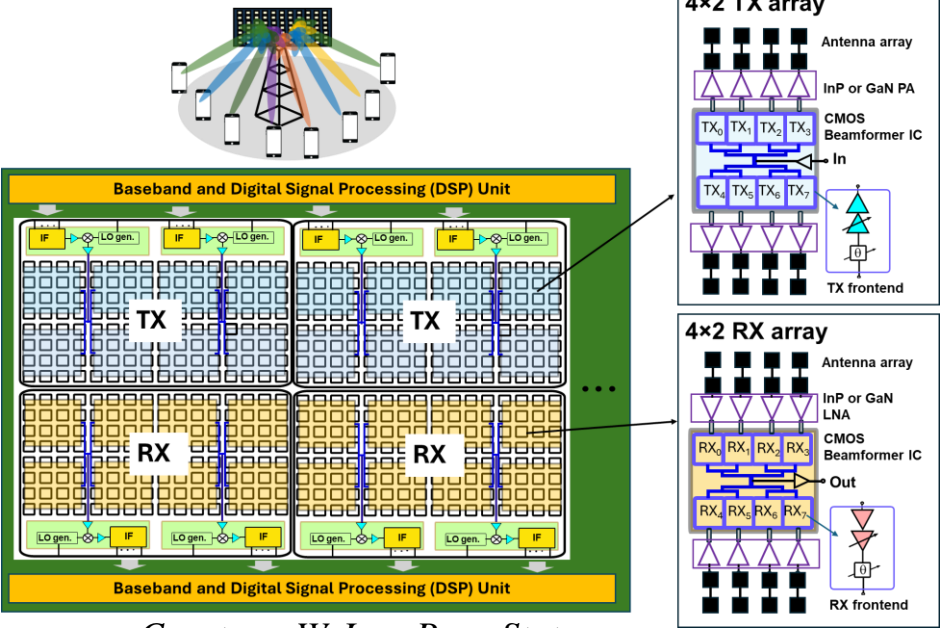 4×2 TX array
Antenna array
InP or GaN PA
TX0 TX1 TX2 TX3
CMOS
Beamformer IC
In
TX4 TX5 TX6 TX7
θ
TX frontend
Baseband and Digital Signal Processing (DSP) Unit
IF LO gen. IF LO gen. IF LO gen. IF LO gen.
TX TX
...
RX RX
LO gen. IF LO gen. IF LO gen. IF LO gen. IF
Baseband and Digital Signal Processing (DSP) Unit
4×2 RX array
Antenna array
InP or GaN
LNA
RX0 RX1 RX2 RX3
CMOS
Beamformer IC
Out
RX4 RX5 RX6 RX7
θ
RX frontend